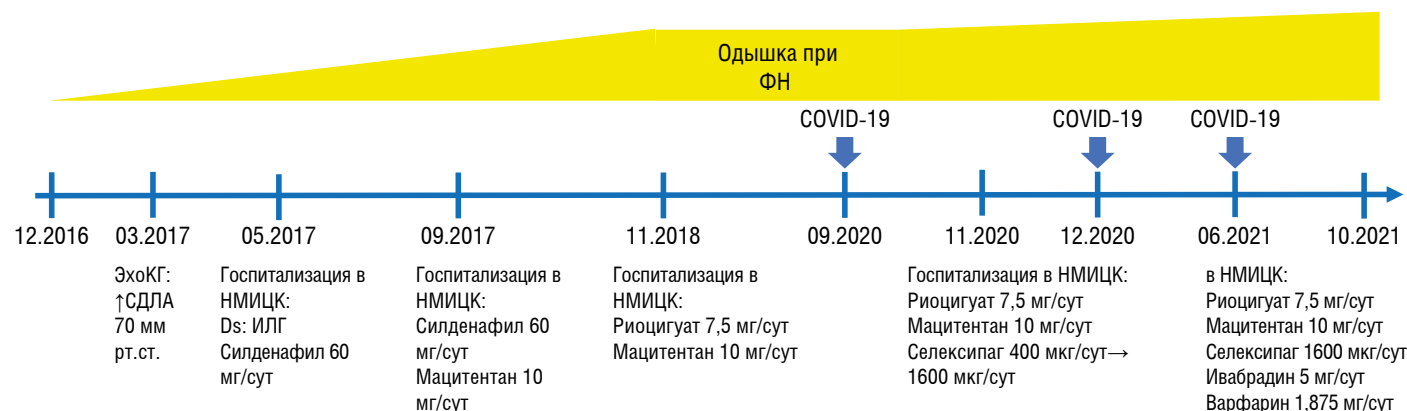 Одышка при
ФН
COVID-19
COVID-19
COVID-19
12.2016
03.2017
05.2017
09.2017
11.2018
09.2020
11.2020
12.2020
06.2021
10.2021
ЭхоКГ:
↑СДЛА
70 мм
рт.ст.
Госпитализация в
НМИЦК:
Ds: ИЛГ
Силденафил 60
мг/сут
Госпитализация в
НМИЦК:
Силденафил 60
мг/сут
Мацитентан 10
мг/сут
Госпитализация в
НМИЦК:
Риоцигуат 7,5 мг/сут
Мацитентан 10 мг/сут
Госпитализация в НМИЦК:
Риоцигуат 7,5 мг/сут
Мацитентан 10 мг/сут
Селексипаг 400 мкг/сут→
1600 мкг/сут
в НМИЦК:
Риоцигуат 7,5 мг/сут
Мацитентан 10 мг/сут
Селексипаг 1600 мкг/сут
Ивабрадин 5 мг/сут
Варфарин 1,875 мг/сут